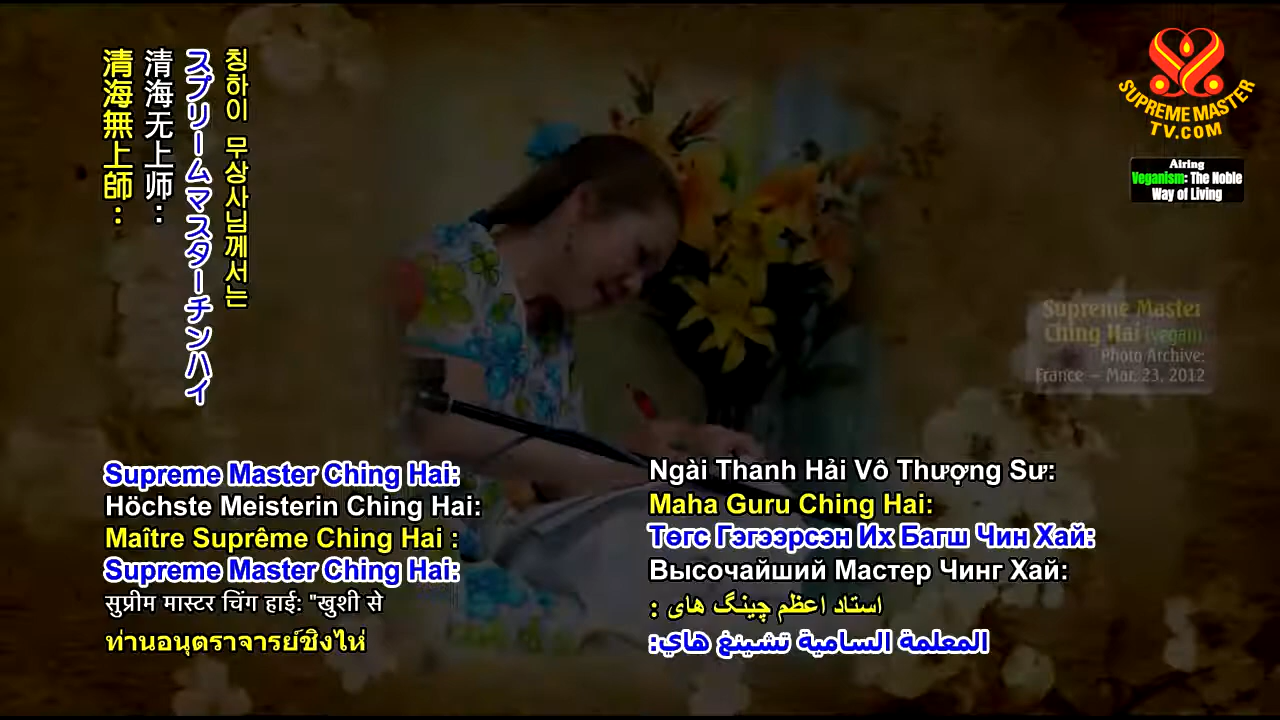 清海無上師：
清海无上师：
スプリームマスターチンハイ
칭하이 무상사님께서는
SUPREME MASTER
TV.COM
Airing
Veganism: The Noble
Way of Living
Supreme Master
Ching Hai (vegan)
Photo Archive:
France – Mar. 23, 2012
Supreme Master Ching Hai:
Höchste Meisterin Ching Hai:
Maître Suprême Ching Hai :
Supreme Master Ching Hai:
सुप्रीम मास्टर चिंग हाई: "खुशी से
ท่านอนุตราจารย์ชิงไห่
Ngài Thanh Hải Vô Thượng Sư:
Maha Guru Ching Hai:
Төгс Гэгээрсэн Их Багш Чин Хай:
Высочайший Мастер Чинг Хай:
استاد اعظم چینگ های :
المعلمة السامية تشينغ هاي: